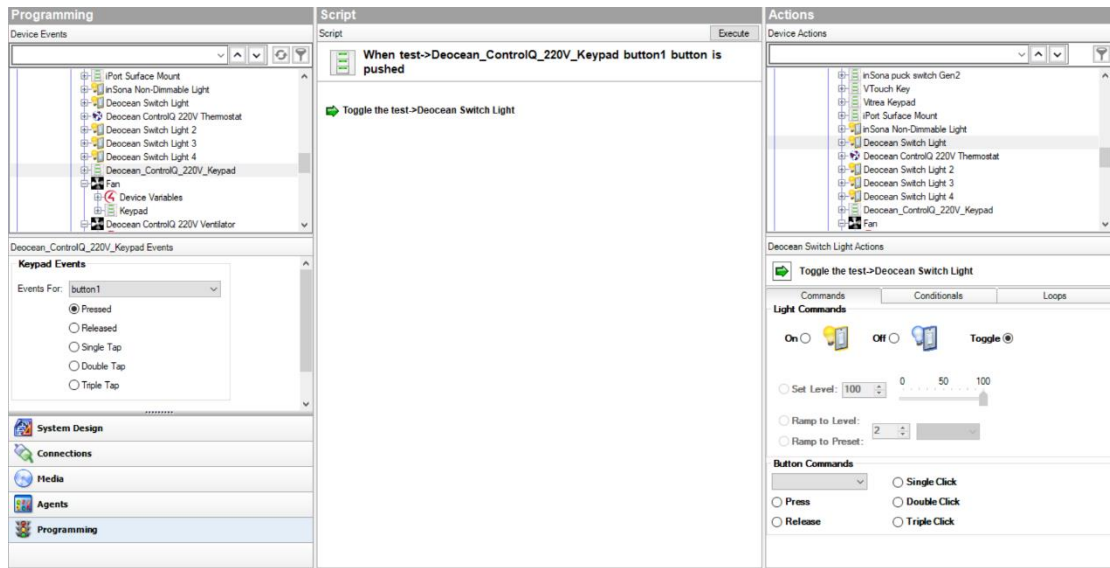 Programming
Device Events
iPort Surface Mount
inSona Non-Dimmable Light
Deocean Switch Light
Deocean ControlQ 220V Thermostat
Deocean Switch Light 2
Deocean Switch Light 3
Deocean Switch Light 4
Deocean_ControlQ_220V_Keypad
Fan
Device Variables
Keypad
Deocean ControlQ 220V Ventilator
Deocean_ControlQ_220V_Keypad Events
Keypad Events
Events For: button1
Pressed
Released
Single Tap
Double Tap
Triple Tap
System Design
Connections
Media
Agents
Programming
Script
Script Execute
When test->Deocean_ControlQ_220V_Keypad button1 button is
pushed
Toggle the test->Deocean Switch Light
Actions
Device Actions
inSona puck switch Gen2
VTouch Key
Vitrea Keypad
iPort Surface Mount
inSona Non-Dimmable Light
Deocean Switch Light
Deocean ControlQ 220V Thermostat
Deocean Switch Light 2
Deocean Switch Light 3
Deocean Switch Light 4
Deocean_ControlQ_220V_Keypad
Fan
Deocean Switch Light Actions
Toggle the test->Deocean Switch Light
Commands Conditionals Loops
Light Commands
On Off Toggle
0 50 100
Set Level: 100
Ramp to Level:
2
Ramp to Preset:
Button Commands
Single Click
Press Double Click
Release Triple Click